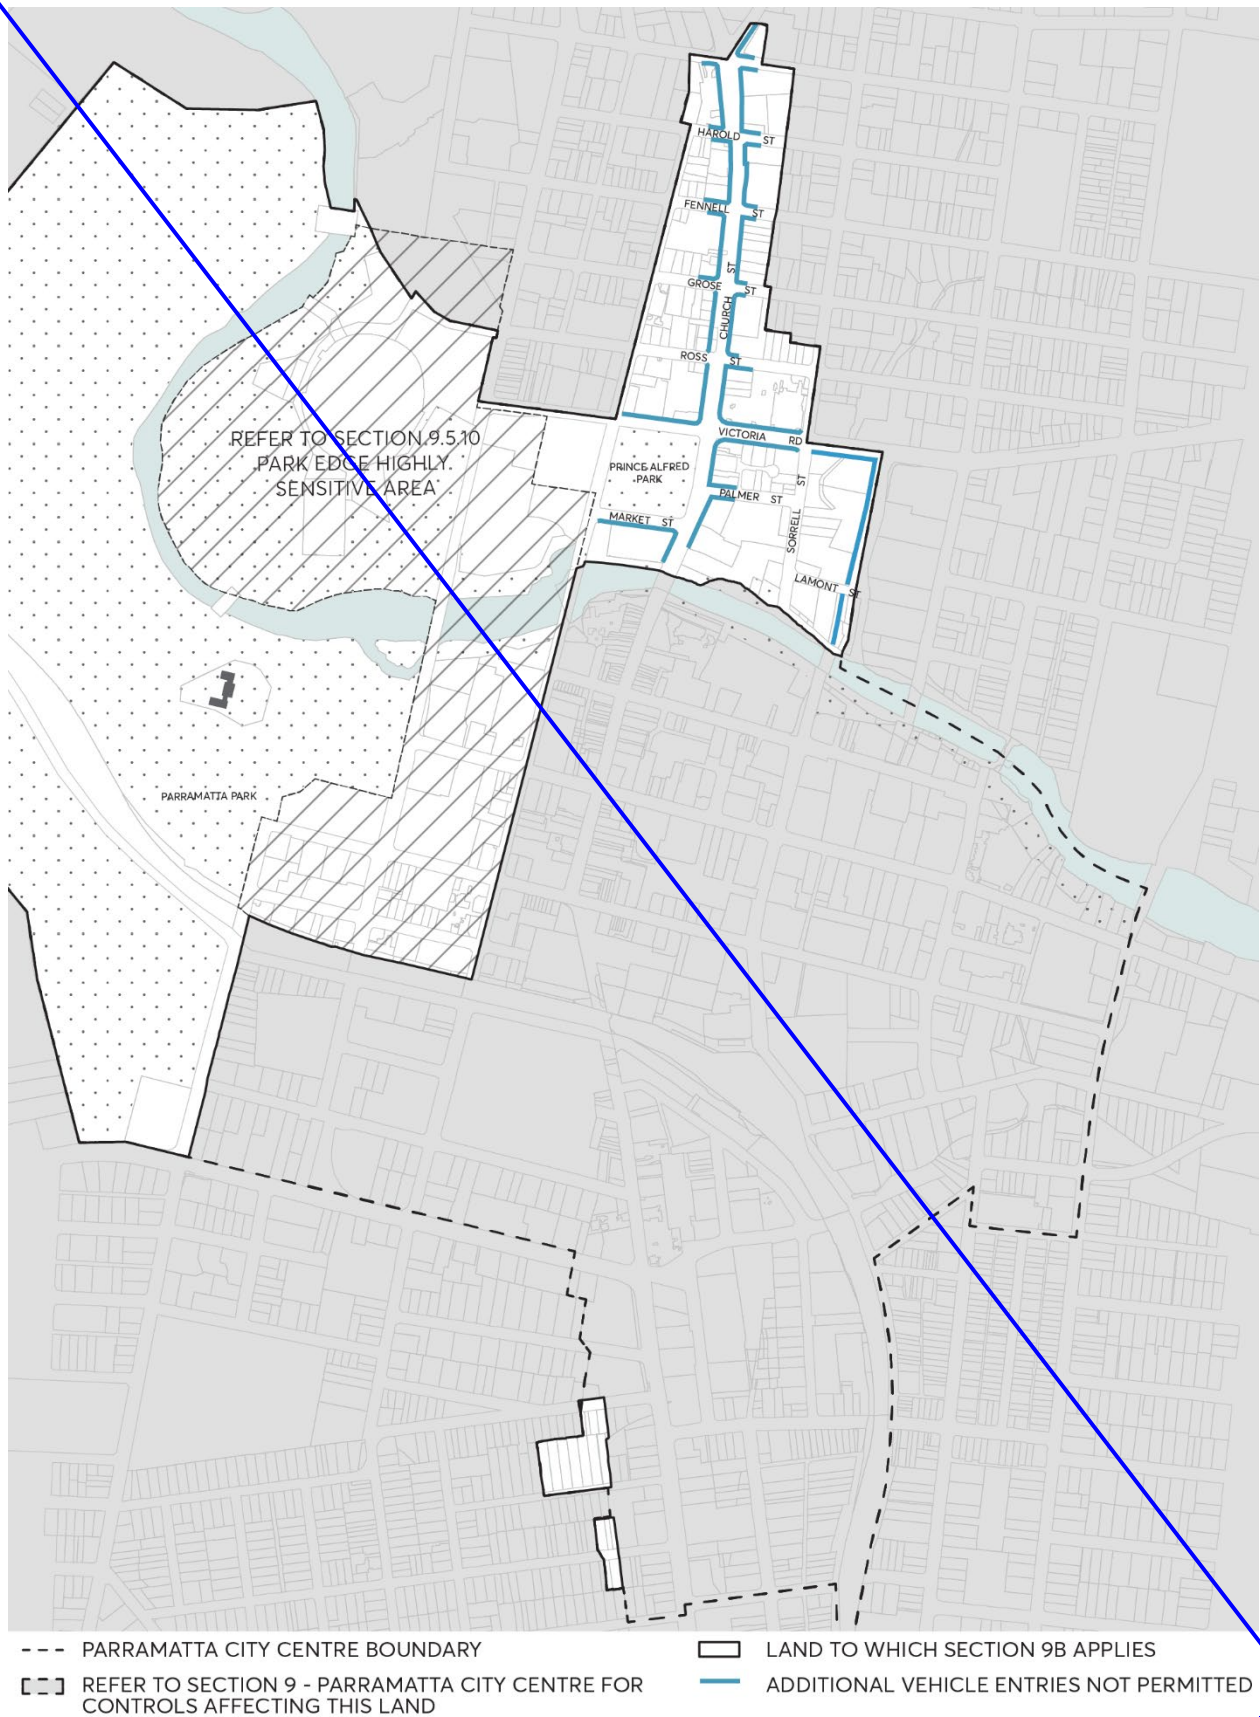 HAROLD ST
FENNELL ST
GROSE ST
CHURCH ST
ROSS ST
VICTORIA RD
REFER TO SECTION 9.5.10
PARK EDGE HIGHLY
SENSITIVE AREA
PRINCE ALFRED
PARK
PALMER ST
MARKET ST
SORRELL ST
LAMONT ST
PARRAMATTA PARK
PARRAMATTA CITY CENTRE BOUNDARY
REFER TO SECTION 9 - PARRAMATTA CITY CENTRE FOR
CONTROLS AFFECTING THIS LAND
LAND TO WHICH SECTION 9B APPLIES
ADDITIONAL VEHICLE ENTRIES NOT PERMITTED